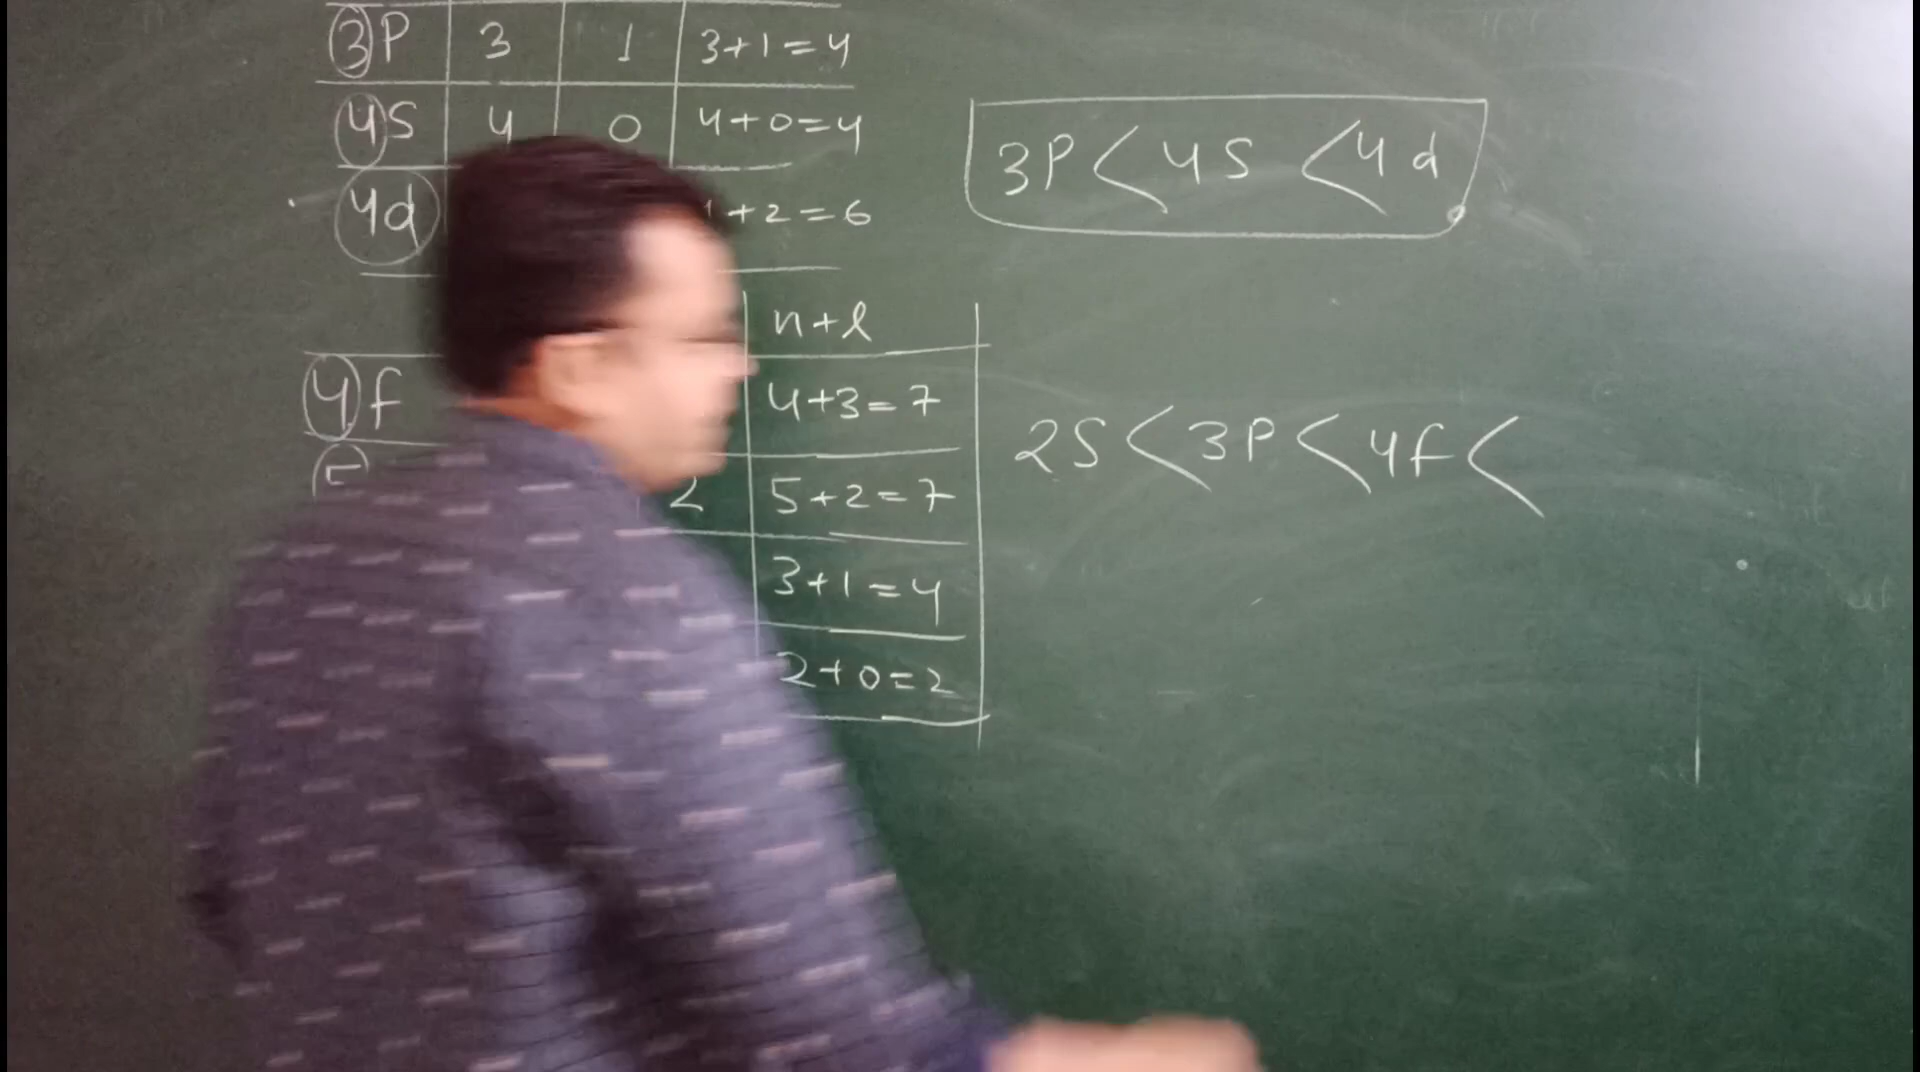 3P 3 1 3+1=4
4S 4 0 4+0=4
4d +2=6
3P < 4S < 4d
n+l
4f 4+3=7
5 2 5+2=7
3+1=4
2+0=2
2S < 3P < 4f <